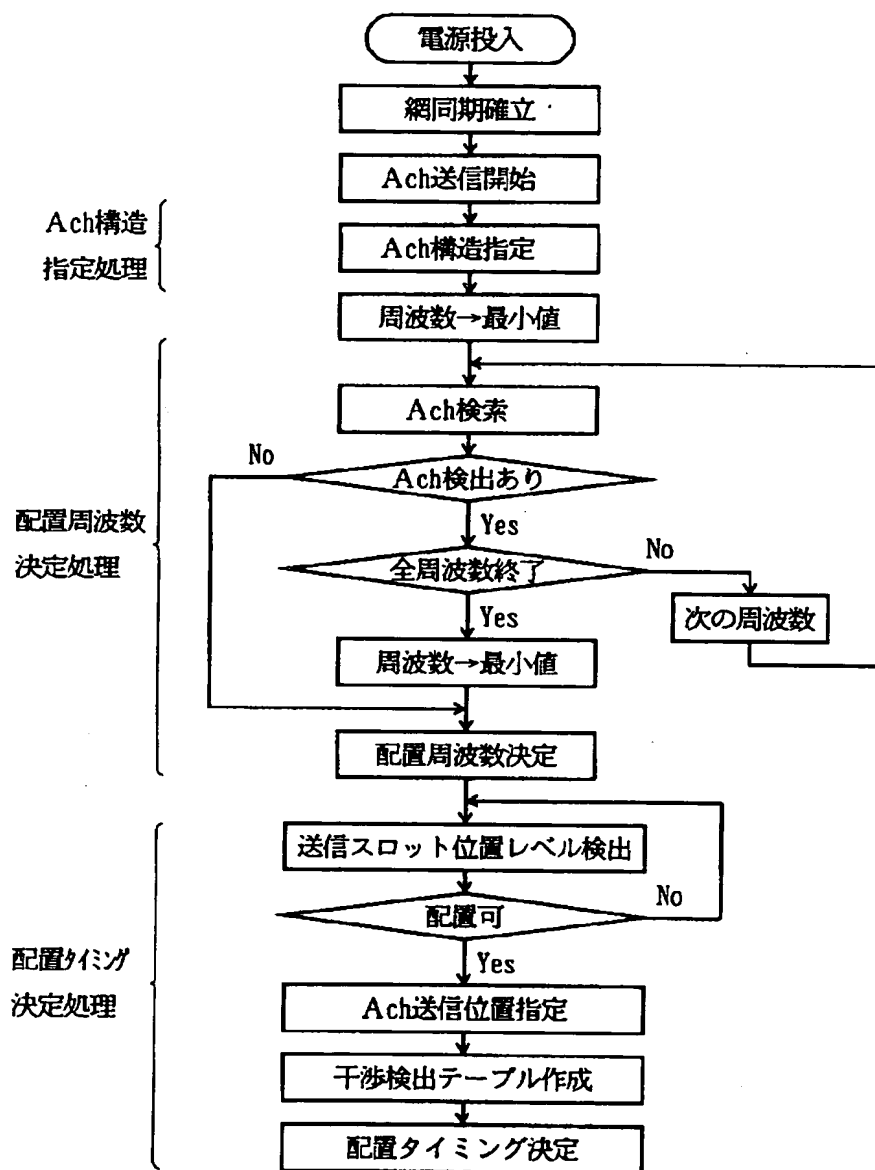 電源投入
網同期確立
Ach送信開始
Ach構造
指定処理
Ach構造指定
周波数→最小値
Ach検索
No
Ach検出あり
Yes
配置周波数
決定処理
全周波数終了
No
Yes
次の周波数
周波数→最小値
配置周波数決定
送信スロット位置レベル検出
配置可
No
Yes
配置タイミング
決定処理
Ach送信位置指定
干渉検出テーブル作成
配置タイミング決定